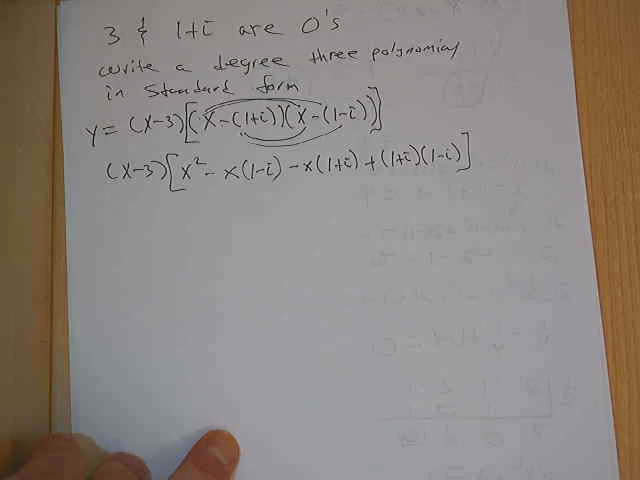 3 & 1+i are 0's
write a degree three polynomial
in standard form
y = (x-3)[(x-(1+i))(x-(1-i))]
(x-3)[x² - x(1-i) - x(1+i) + (1+i)(1-i)]